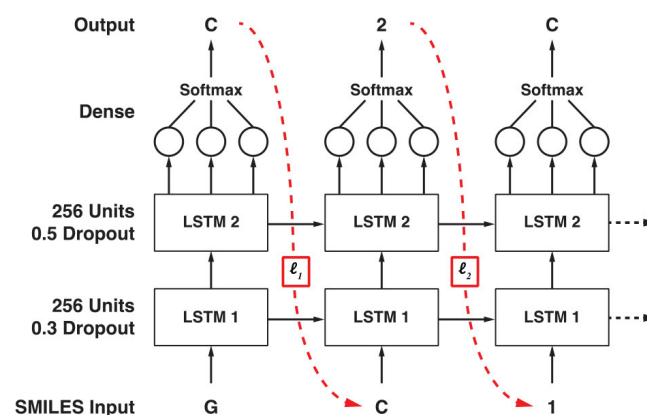 Output C 2 C
Softmax Softmax Softmax
Dense
256 Units
0.5 Dropout
LSTM 2 LSTM 2 LSTM 2
ℓ₁ ℓ₂
256 Units
0.3 Dropout
LSTM 1 LSTM 1 LSTM 1
SMILES Input G C 1